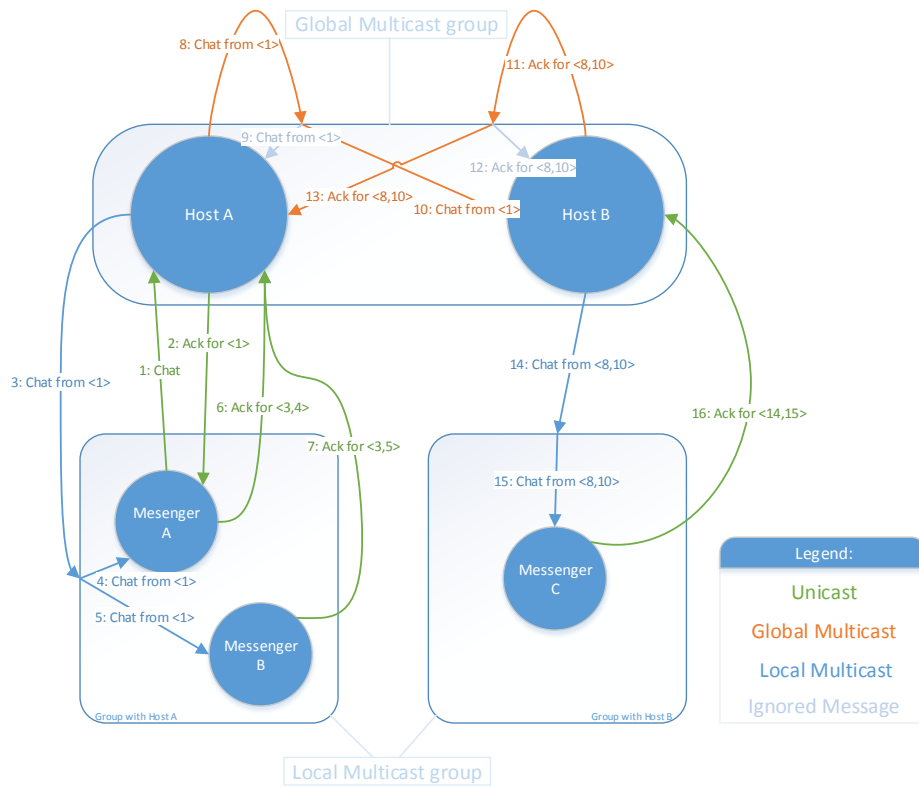 Global Multicast group
8: Chat from <1>
11: Ack for <8,10>
9: Chat from <1>
12: Ack for <8,10>
13: Ack for <8,10>
10: Chat from <1>
Host A
Host B
2: Ack for <1>
1: Chat
3: Chat from <1>
6: Ack for <3,4>
7: Ack for <3,5>
14: Chat from <8,10>
16: Ack for <14,15>
15: Chat from <8,10>
Mesenger
A
4: Chat from <1>
5: Chat from <1>
Messenger
B
Messenger
C
Group with Host A
Group with Host B
Local Multicast group
Legend:
Unicast
Global Multicast
Local Multicast
Ignored Message